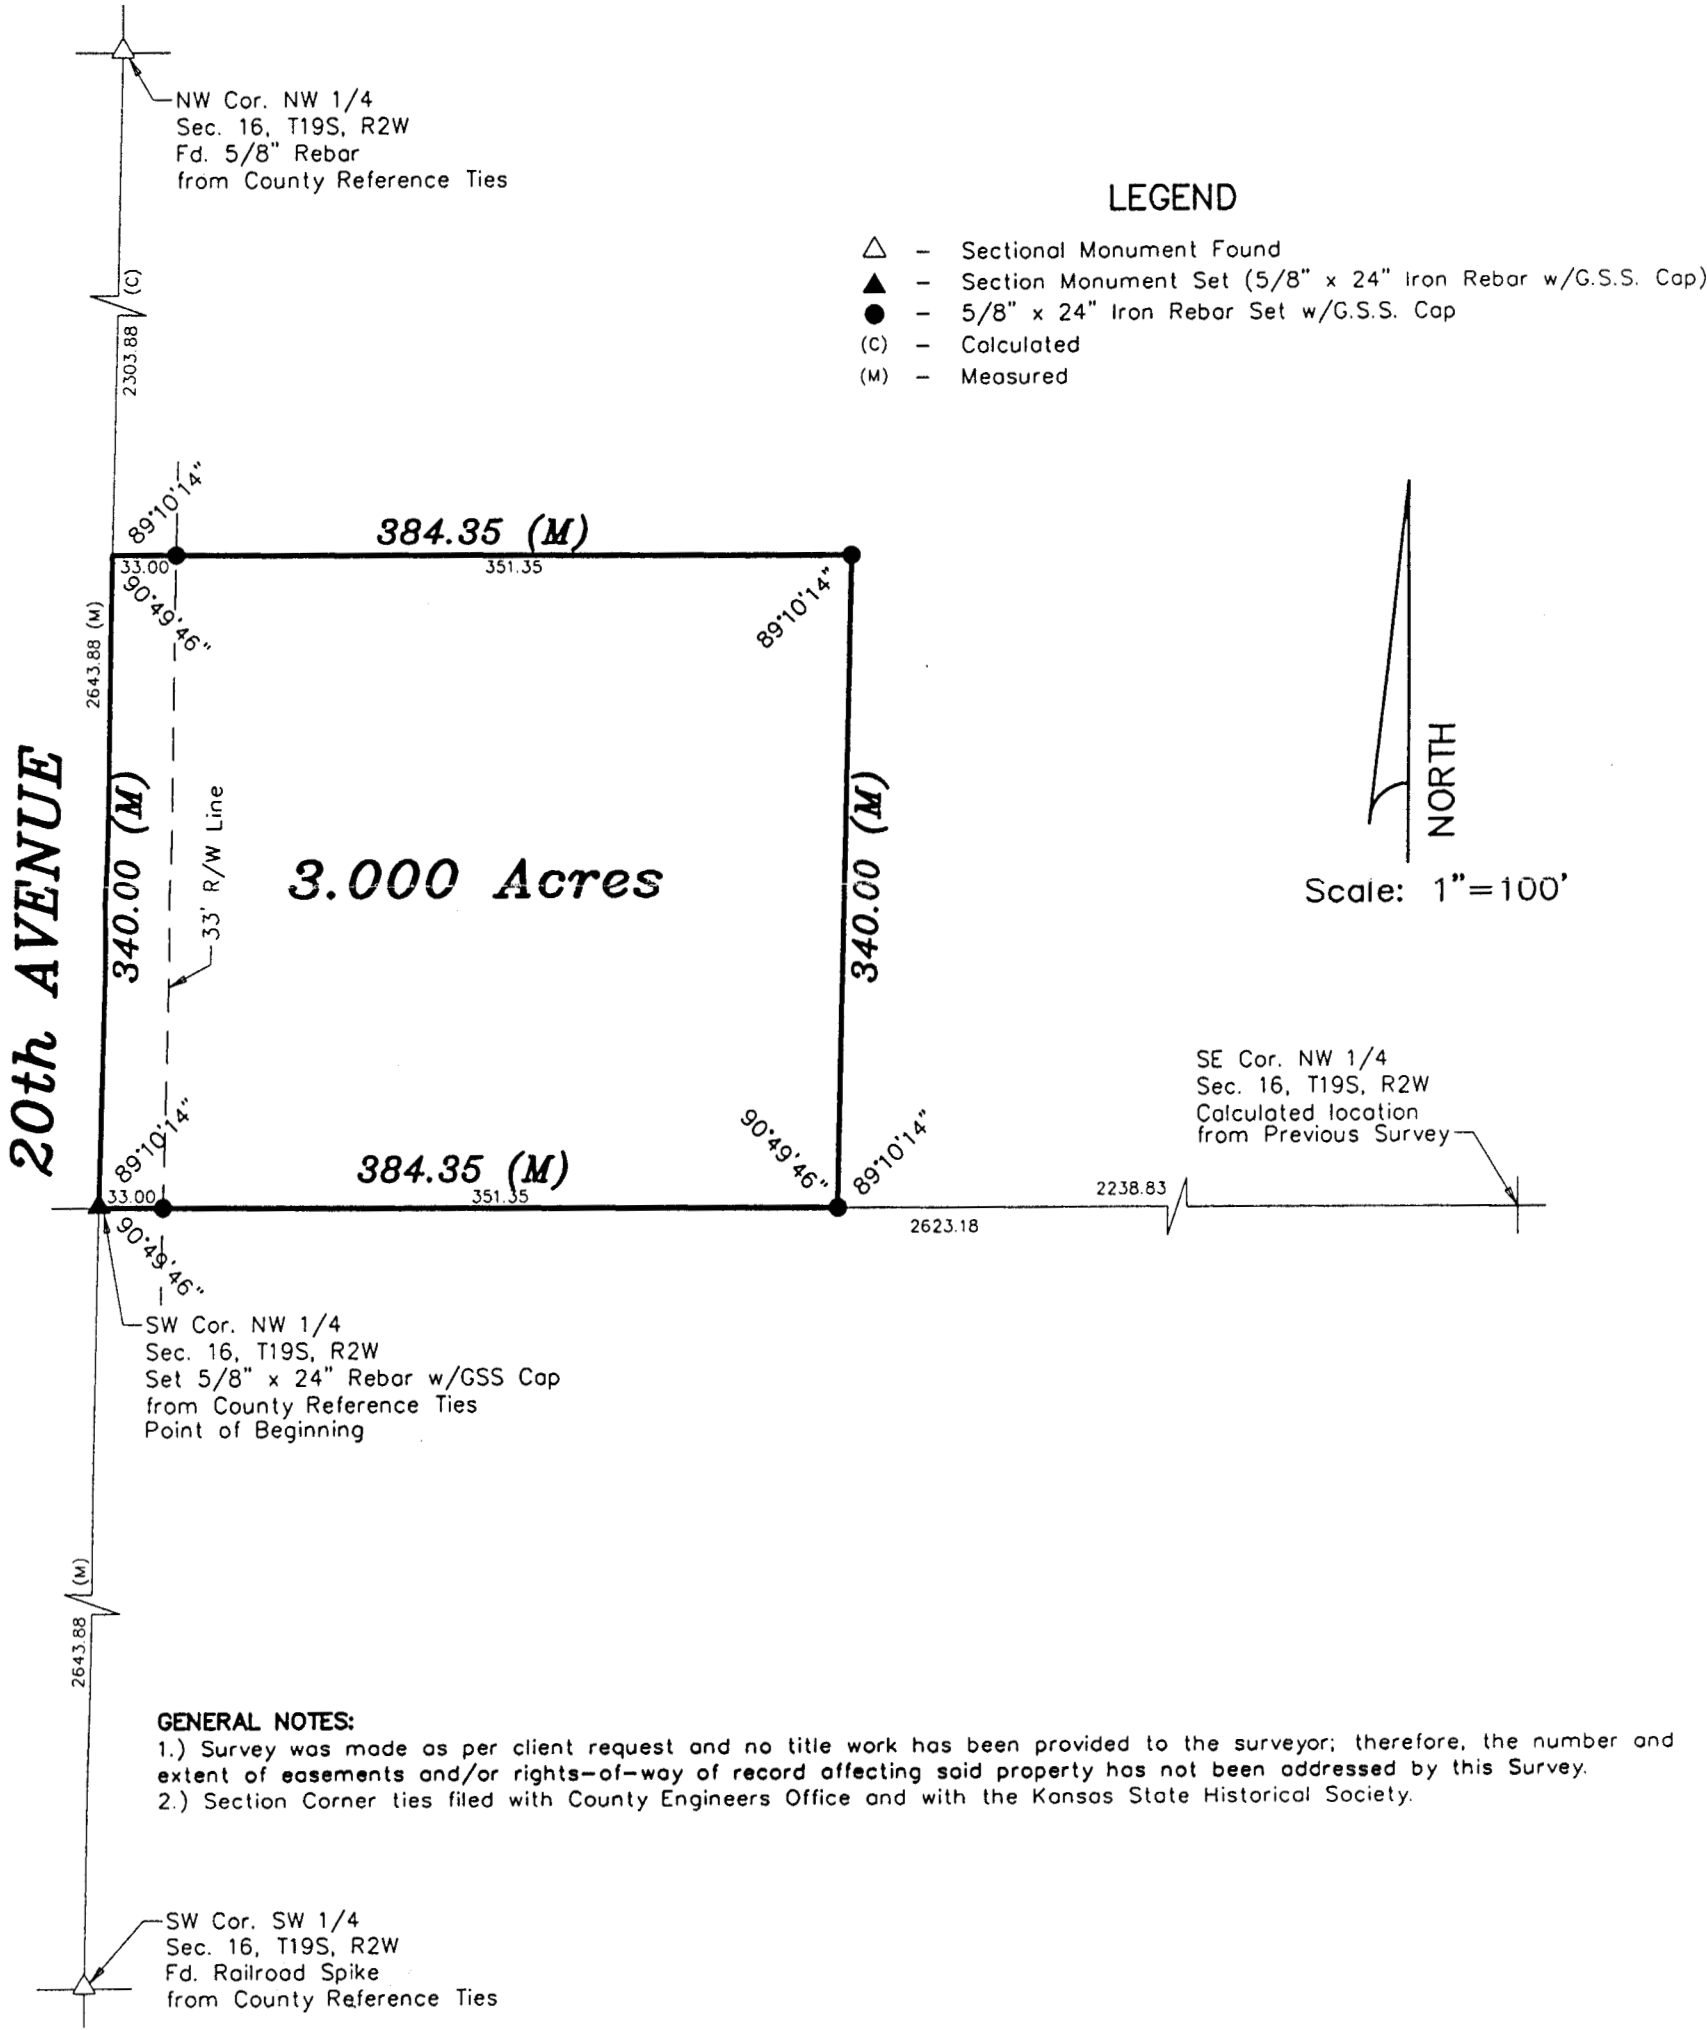 NW Cor. NW 1/4
Sec. 16, T19S, R2W
Fd. 5/8" Rebar
from County Reference Ties
LEGEND
△ - Sectional Monument Found
▲ - Section Monument Set (5/8" x 24" Iron Rebar w/G.S.S. Cap)
● - 5/8" x 24" Iron Rebar Set w/G.S.S. Cap
(C) - Calculated
(M) - Measured
2303.88 (C)
89°10'14"
384.35 (M)
33.00
351.35
90°49'46"
89°10'14"
2643.88 (M)
20th AVENUE
340.00 (M)
33' R/W Line
3.000 Acres
340.00 (M)
NORTH
Scale: 1"=100'
SE Cor. NW 1/4
Sec. 16, T19S, R2W
Calculated location
from Previous Survey
89°10'14"
384.35 (M)
90°49'46"
89°10'14"
33.00
351.35
2238.83
2623.18
90°49'46"
SW Cor. NW 1/4
Sec. 16, T19S, R2W
Set 5/8" x 24" Rebar w/GSS Cap
from County Reference Ties
Point of Beginning
2643.88 (M)
GENERAL NOTES:
1.) Survey was made as per client request and no title work has been provided to the surveyor; therefore, the number and
extent of easements and/or rights-of-way of record affecting said property has not been addressed by this Survey.
2.) Section Corner ties filed with County Engineers Office and with the Kansas State Historical Society.
SW Cor. SW 1/4
Sec. 16, T19S, R2W
Fd. Railroad Spike
from County Reference Ties